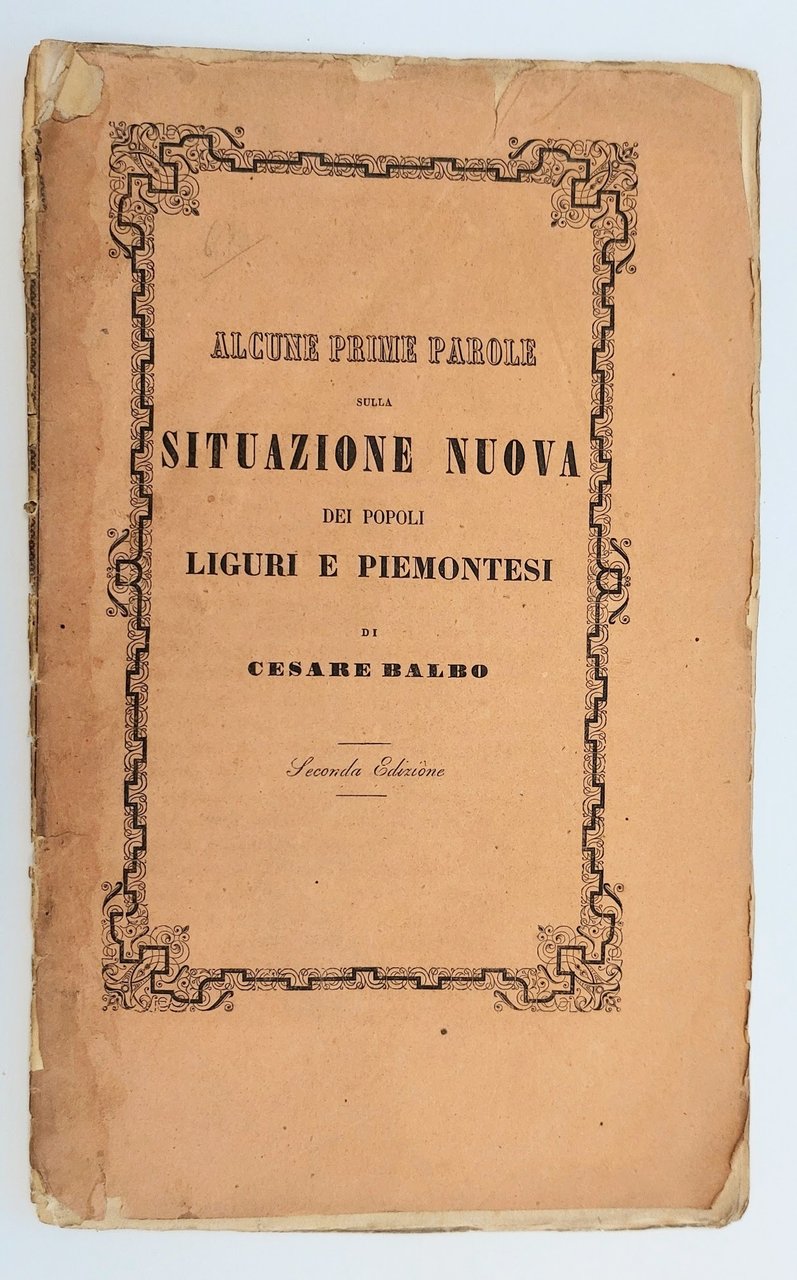 ALCUNE PRIME PAROLE
SULLA
SITUAZIONE NUOVA
DEI POPOLI
LIGURI E PIEMONTESI
DI
CESARE BALBO
Seconda Edizione